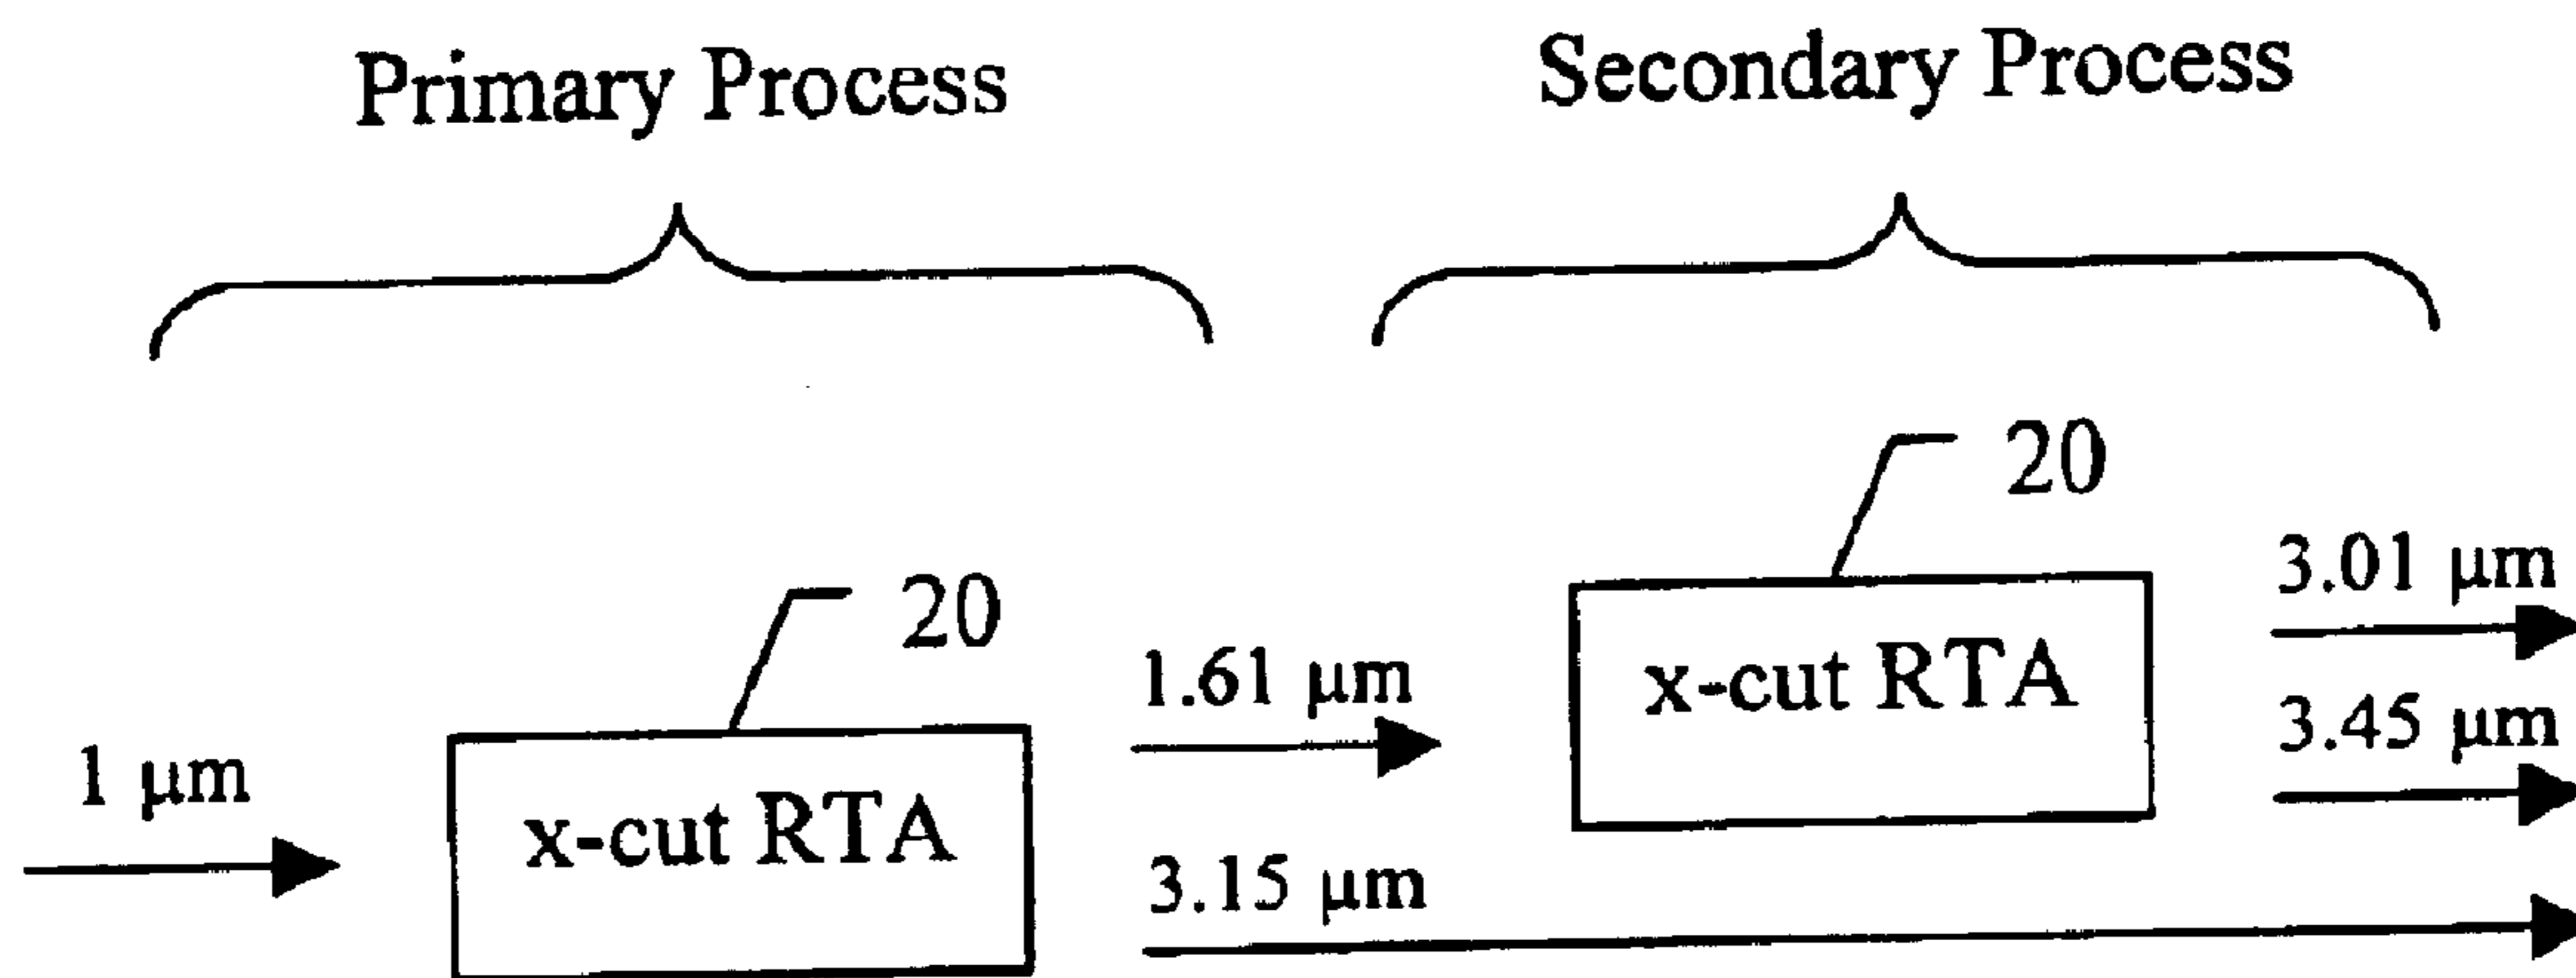 Primary Process
Secondary Process
20
3.01 µm
20
1.61 µm
x-cut RTA
3.45 µm
1 µm
x-cut RTA
3.15 µm